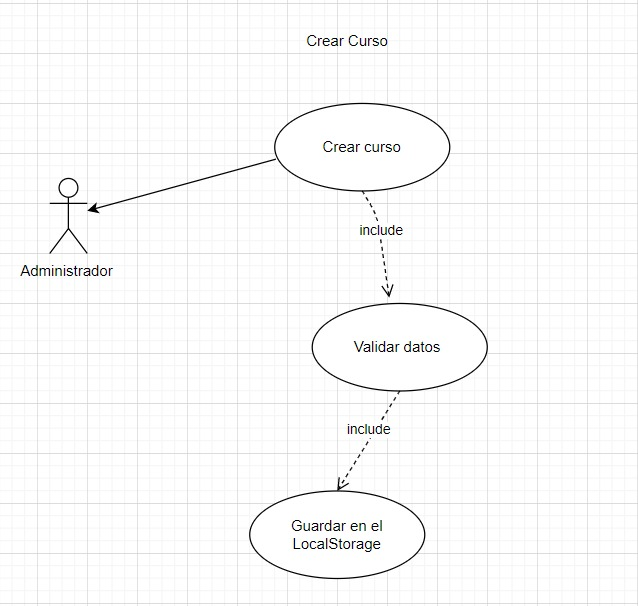 Crear Curso
Crear curso
include
Administrador
Validar datos
include
Guardar en el
LocalStorage